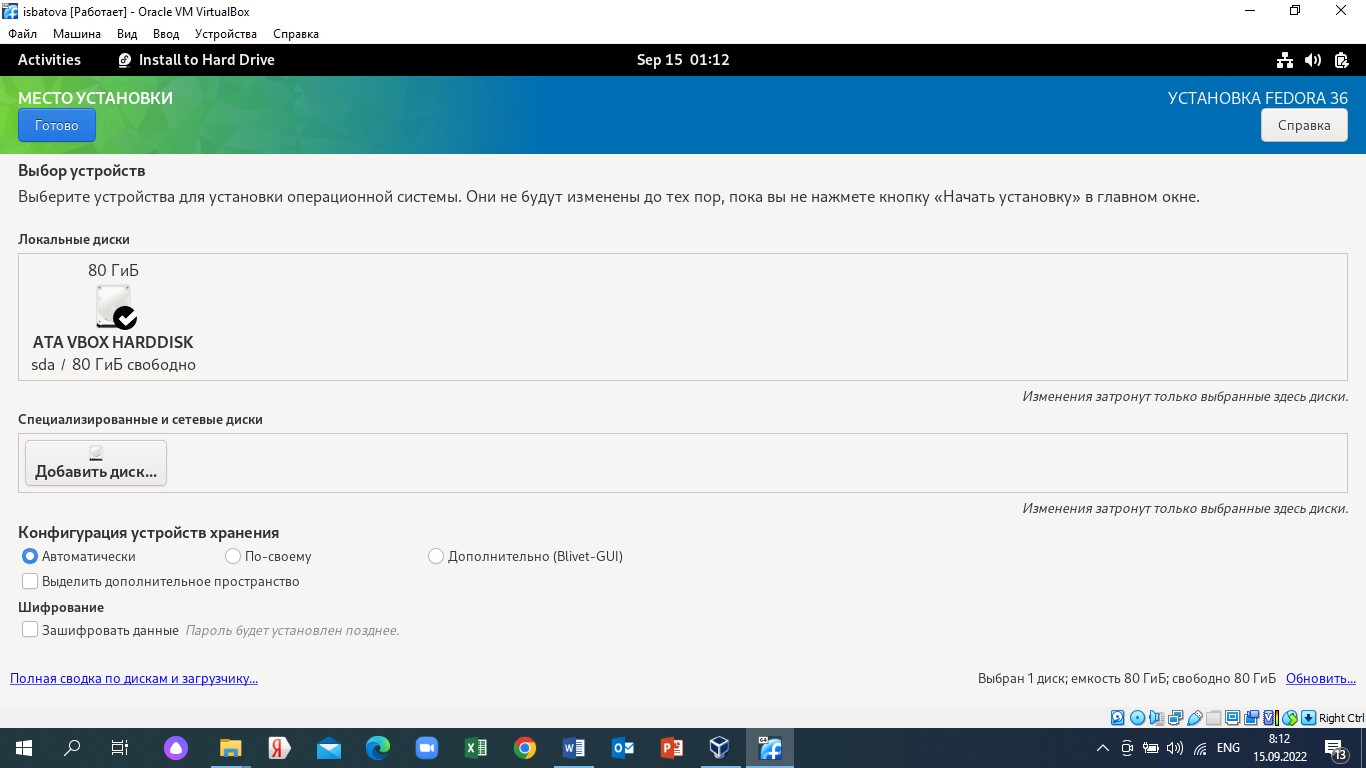 isbatova [Работает] - Oracle VM VirtualBox
Файл Машина Вид Ввод Устройства Справка
Activities Install to Hard Drive Sep 15 01:12
МЕСТО УСТАНОВКИ УСТАНОВКА FEDORA 36
Готово Справка
Выбор устройств
Выберите устройства для установки операционной системы. Они не будут изменены до тех пор, пока вы не нажмете кнопку «Начать установку» в главном окне.
Локальные диски
80 ГиБ
ATA VBOX HARDDISK
sda / 80 ГиБ свободно
Изменения затронут только выбранные здесь диски.
Специализированные и сетевые диски
Добавить диск...
Изменения затронут только выбранные здесь диски.
Конфигурация устройств хранения
Автоматически По-своему Дополнительно (Blivet-GUI)
Выделить дополнительное пространство
Шифрование
Зашифровать данные Пароль будет установлен позднее.
Полная сводка по дискам и загрузчику... Выбран 1 диск; емкость 80 ГиБ; свободно 80 ГиБ Обновить...
Right Ctrl
ENG 8:12
15.09.2022 13